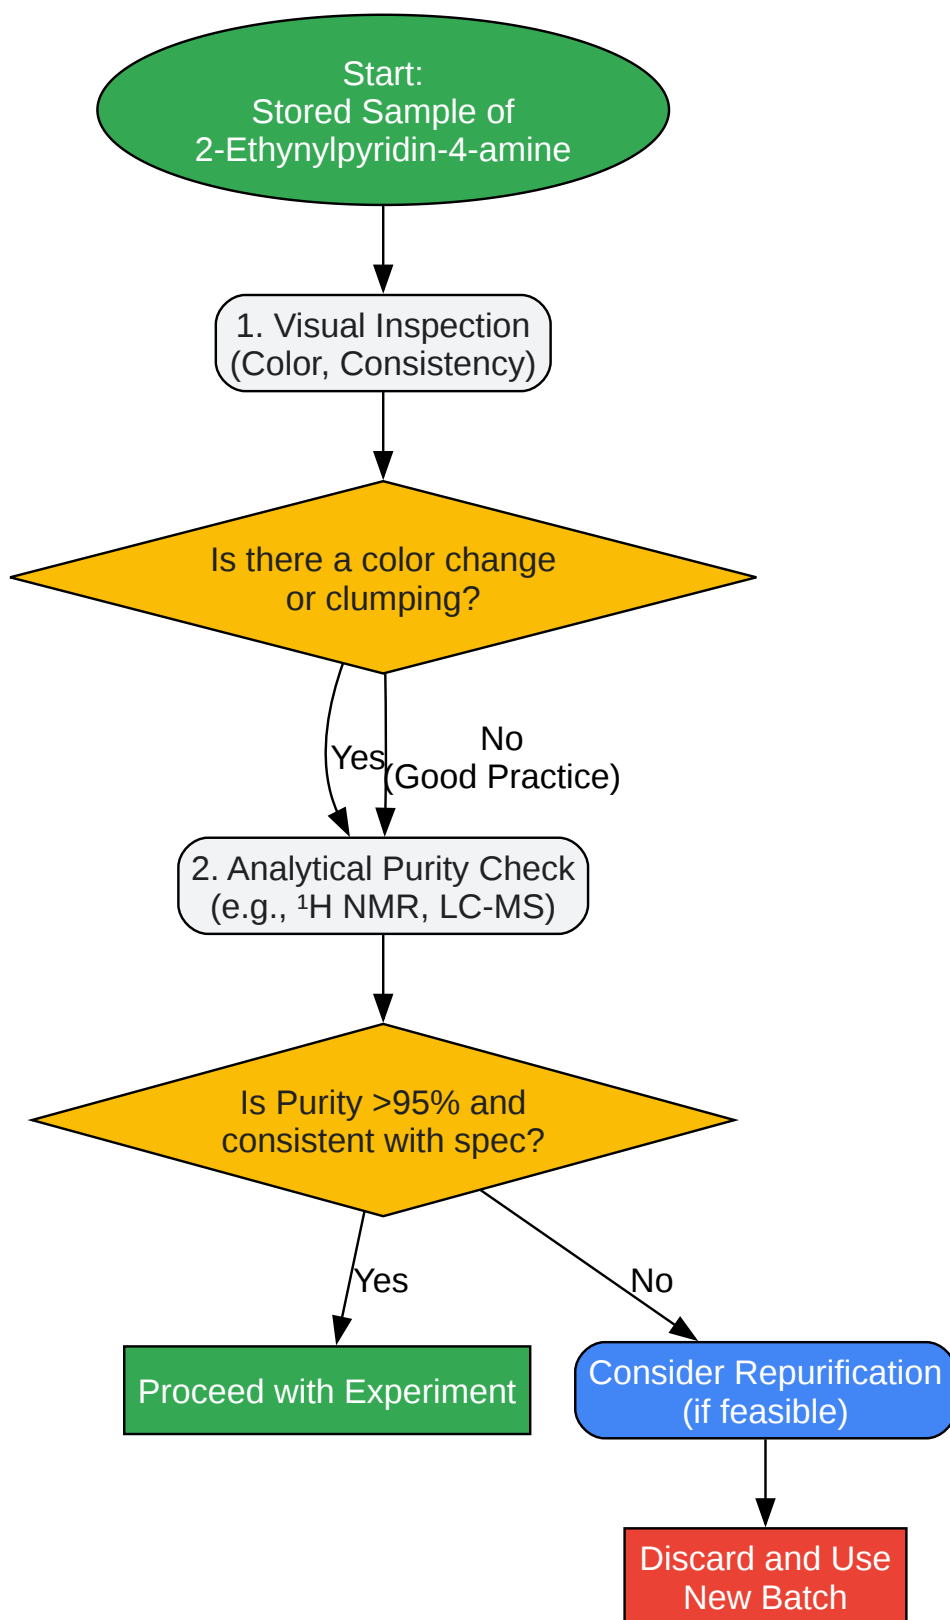 Start:
Stored Sample of
2-Ethynylpyridin-4-amine
1. Visual Inspection
(Color, Consistency)
Is there a color change
or clumping?
Yes
No
(Good Practice)
2. Analytical Purity Check
(e.g., ¹H NMR, LC-MS)
Is Purity >95% and
consistent with spec?
Yes
No
Proceed with Experiment
Consider Repurification
(if feasible)
Discard and Use
New Batch